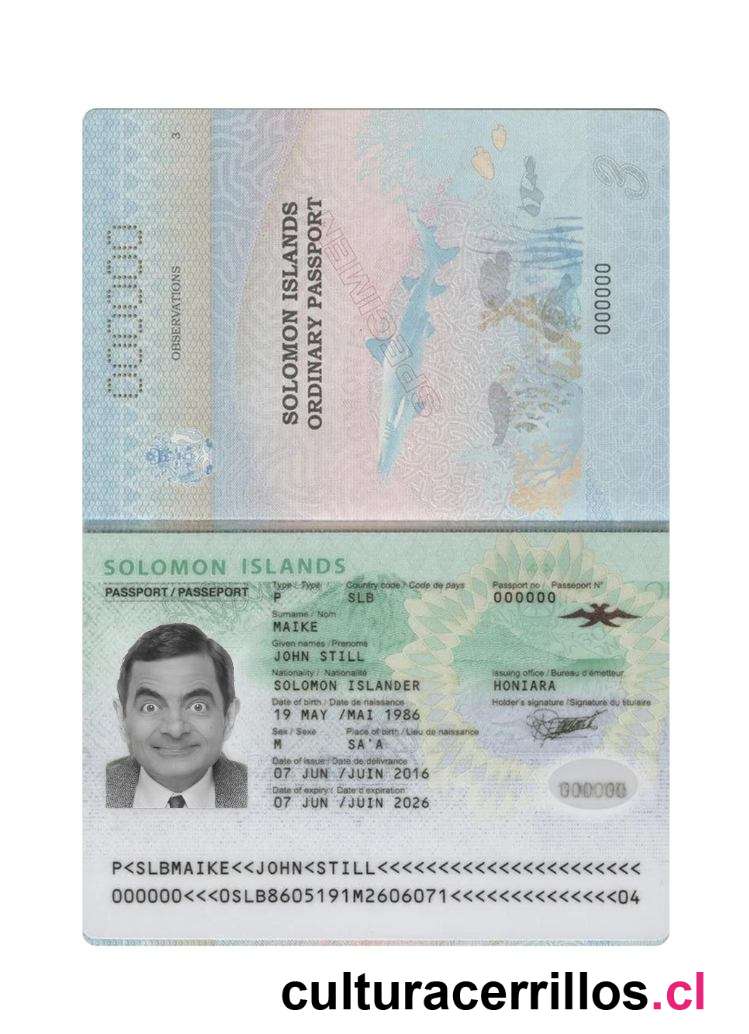 000000
3
OBSERVATIONS
SOLOMON ISLANDS
ORDINARY PASSPORT
SPECIMEN
3
000000
SOLOMON ISLANDS
PASSPORT / PASSEPORT
Type / Type Country code / Code de pays Passport no / Passeport N°
P SLB 000000
Surname / Nom
MAIKE
Given names / Prénoms
JOHN STILL
Nationality / Nationalité Issuing office / Bureau d'émetteur
SOLOMON ISLANDER HONIARA
Date of birth / Date de naissance Holder's signature / Signature du titulaire
19 MAY /MAI 1986
Sex / Sexe Place of birth / Lieu de naissance
M SA'A
Date of issue / Date de délivrance
07 JUN /JUIN 2016
000000
Date of expiry / Date d'expiration
07 JUN /JUIN 2026
P<SLBMAIKE<<JOHN<STILL<<<<<<<<<<<<<<<<<<<<<<
000000<<<0SLB8605191M2606071<<<<<<<<<<<<<<04
culturacerrillos.cl